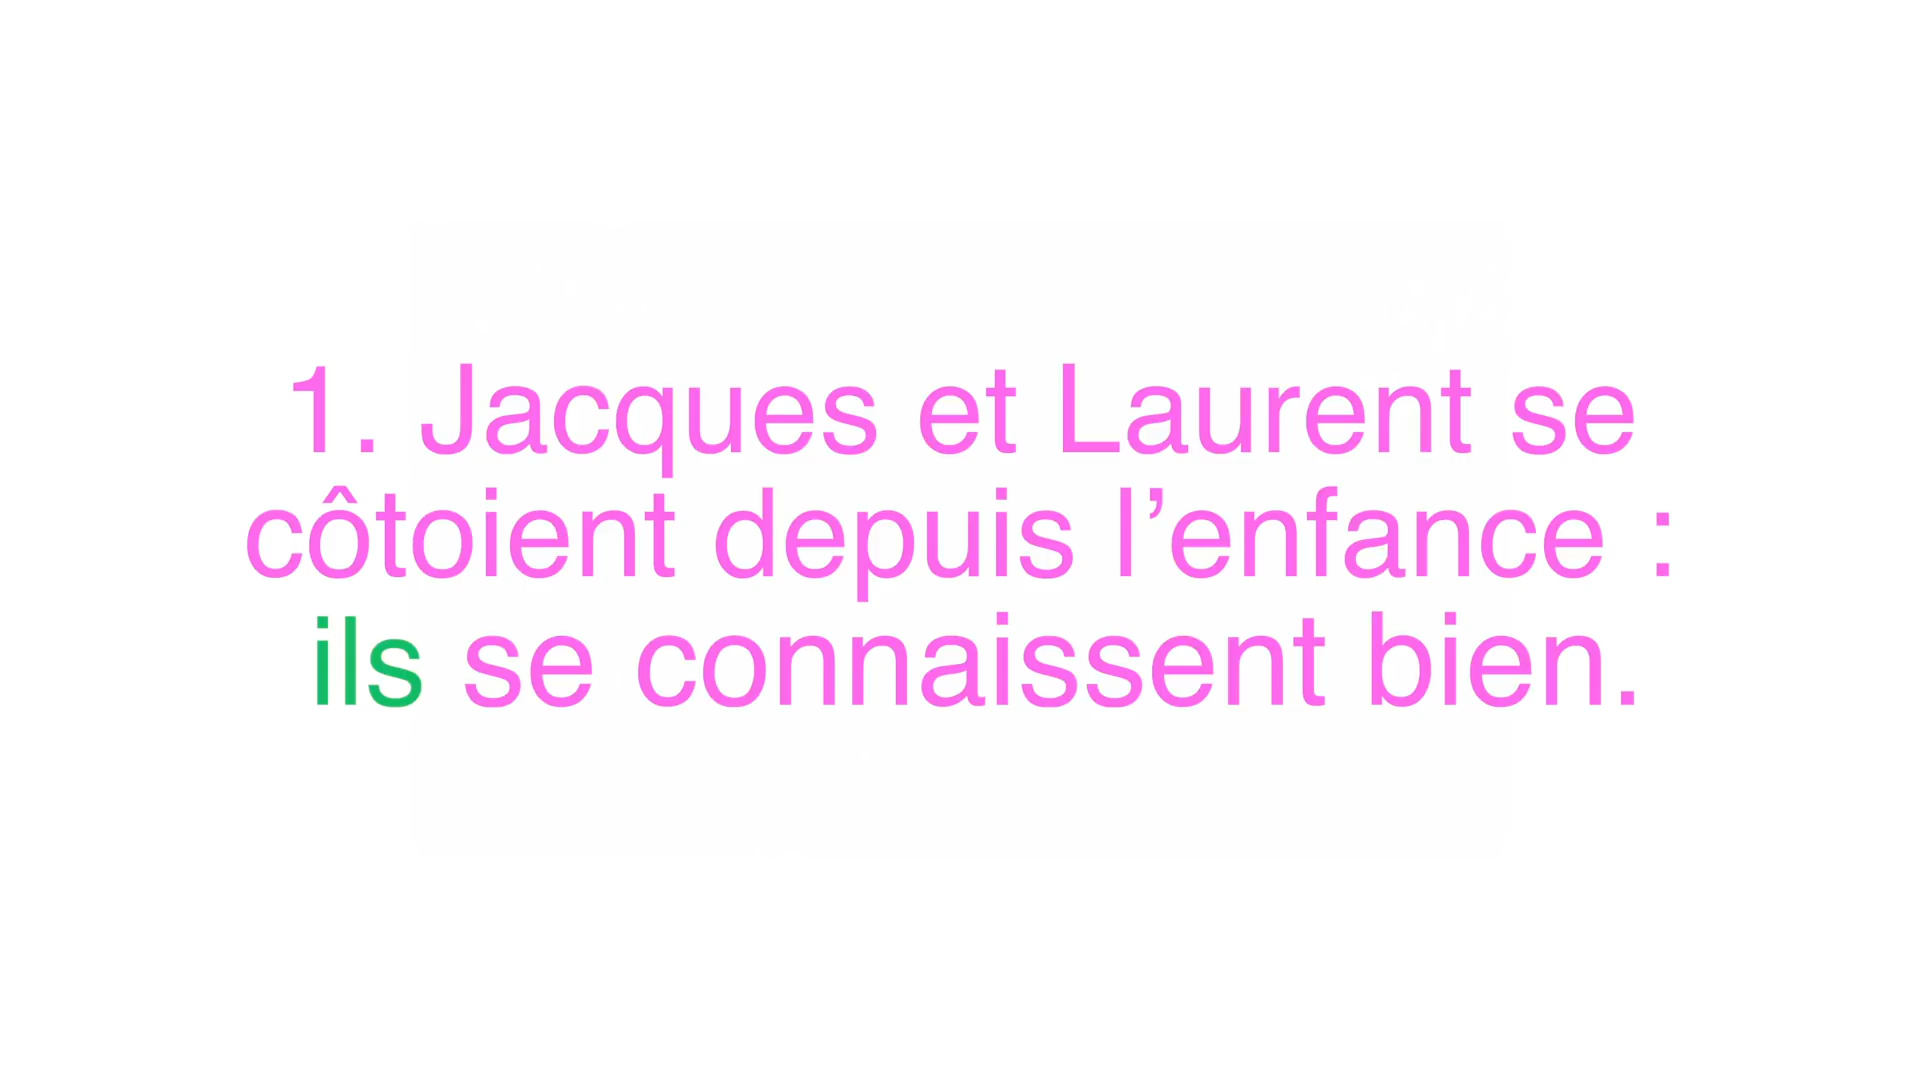 1. Jacques et Laurent se
côtoient depuis l’enfance :
ils se connaissent bien.